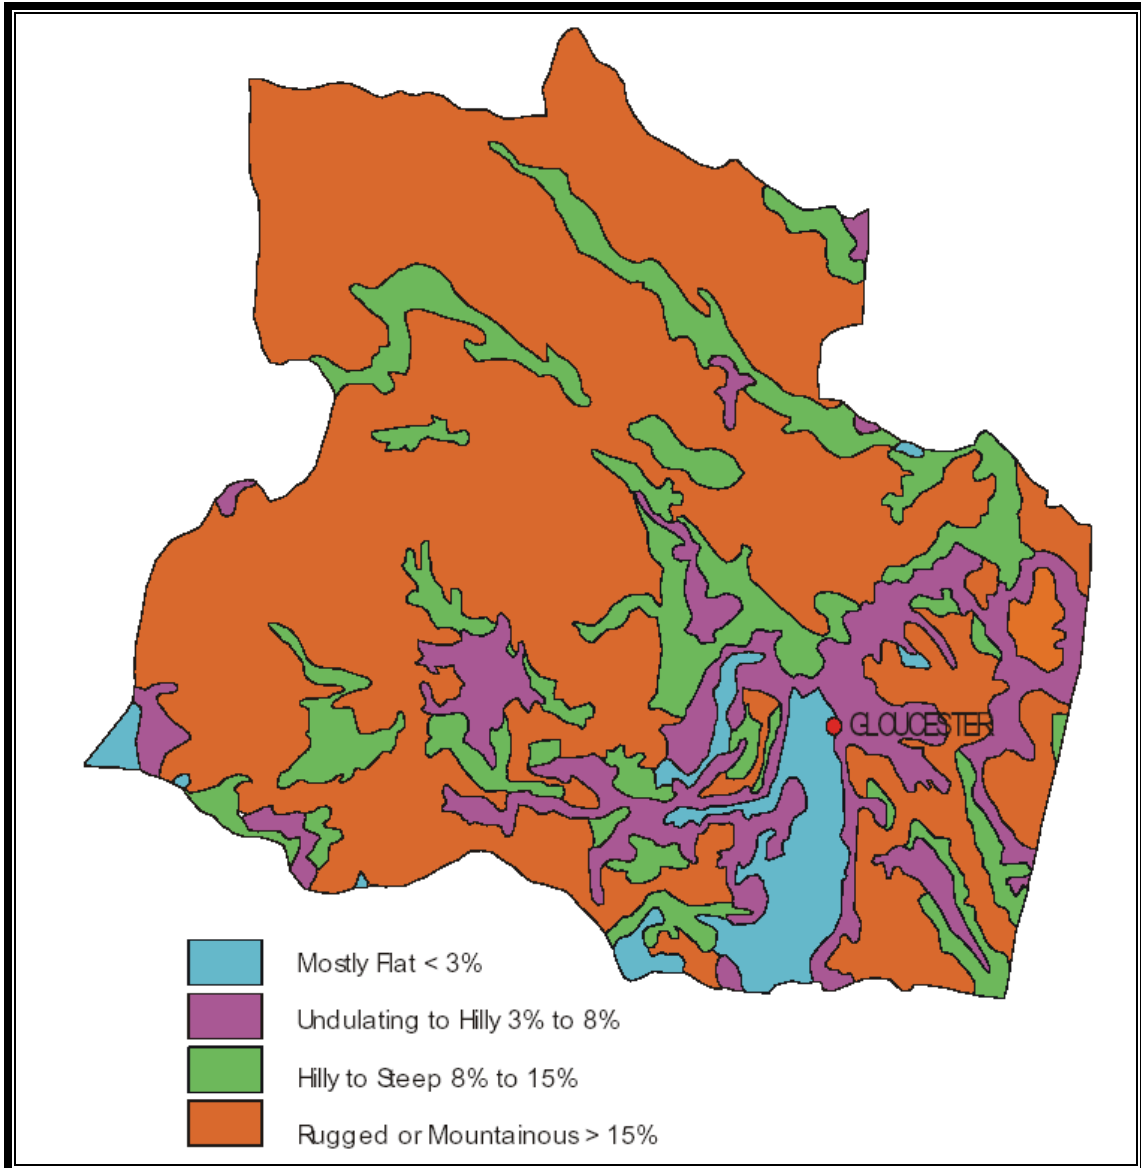 GLOUCESTER
Mostly Flat < 3%
Undulating to Hilly 3% to 8%
Hilly to Steep 8% to 15%
Rugged or Mountainous > 15%